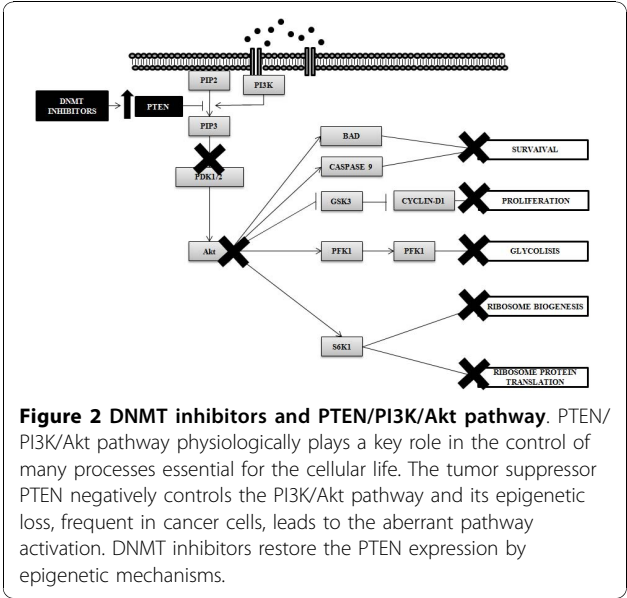 PIP2
PI3K
DNMT
INHIBITORS
PTEN
PIP3
PDK1/2
Akt
BAD
CASPASE 9
GSK3
CYCLIN-D1
PFK1
PFK1
S6K1
SURVAIVAL
PROLIFERATION
GLYCOLISIS
RIBOSOME BIOGENESIS
RIBOSOME PROTEIN
TRANSLATION
Figure 2 DNMT inhibitors and PTEN/PI3K/Akt pathway. PTEN/
PI3K/Akt pathway physiologically plays a key role in the control of
many processes essential for the cellular life. The tumor suppressor
PTEN negatively controls the PI3K/Akt pathway and its epigenetic
loss, frequent in cancer cells, leads to the aberrant pathway
activation. DNMT inhibitors restore the PTEN expression by
epigenetic mechanisms.